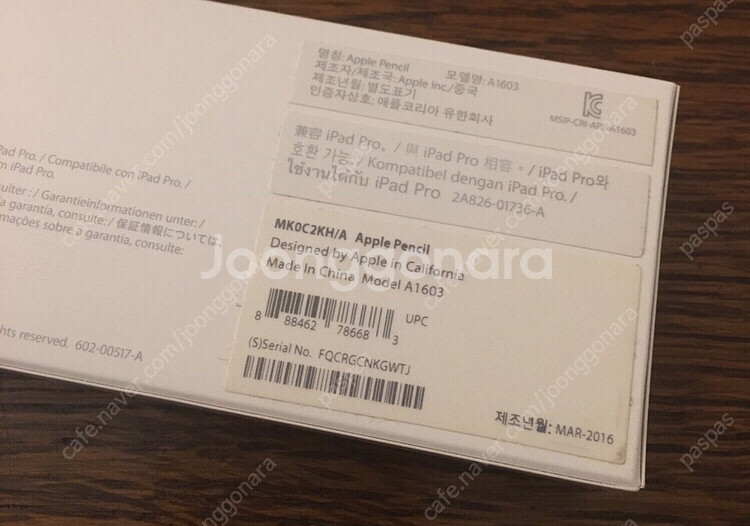 명칭: Apple Pencil 모델명: A1603
제조자/제조국: Apple Inc./중국
제조년월: 별도표기
인증자상호: 애플코리아 유한회사
MSIP-CRI-APS-A1603
兼容 iPad Pro。/ 與 iPad Pro 相容。/ iPad Pro와
호환 가능 / Kompatibel dengan iPad Pro. /
ใช้งานได้กับ iPad Pro 2A826-01736-A
MK0C2KH/A Apple Pencil
Designed by Apple in California
Made In China Model A1603
8 88462 78668 3 UPC
(S)Serial No. FQCRGCNKGWTJ
제조년월: MAR-2016
Pad Pro. / Compatible con iPad Pro. /
m iPad Pro.
sulter : / Garantieinformationen unter: /
a garantía, consulte: / 保証情報については、
rmações sobre a garantia, consulte:
hts reserved. 602-00517-A
Joonggonara
cafe.naver.com/joonggonara
paspas